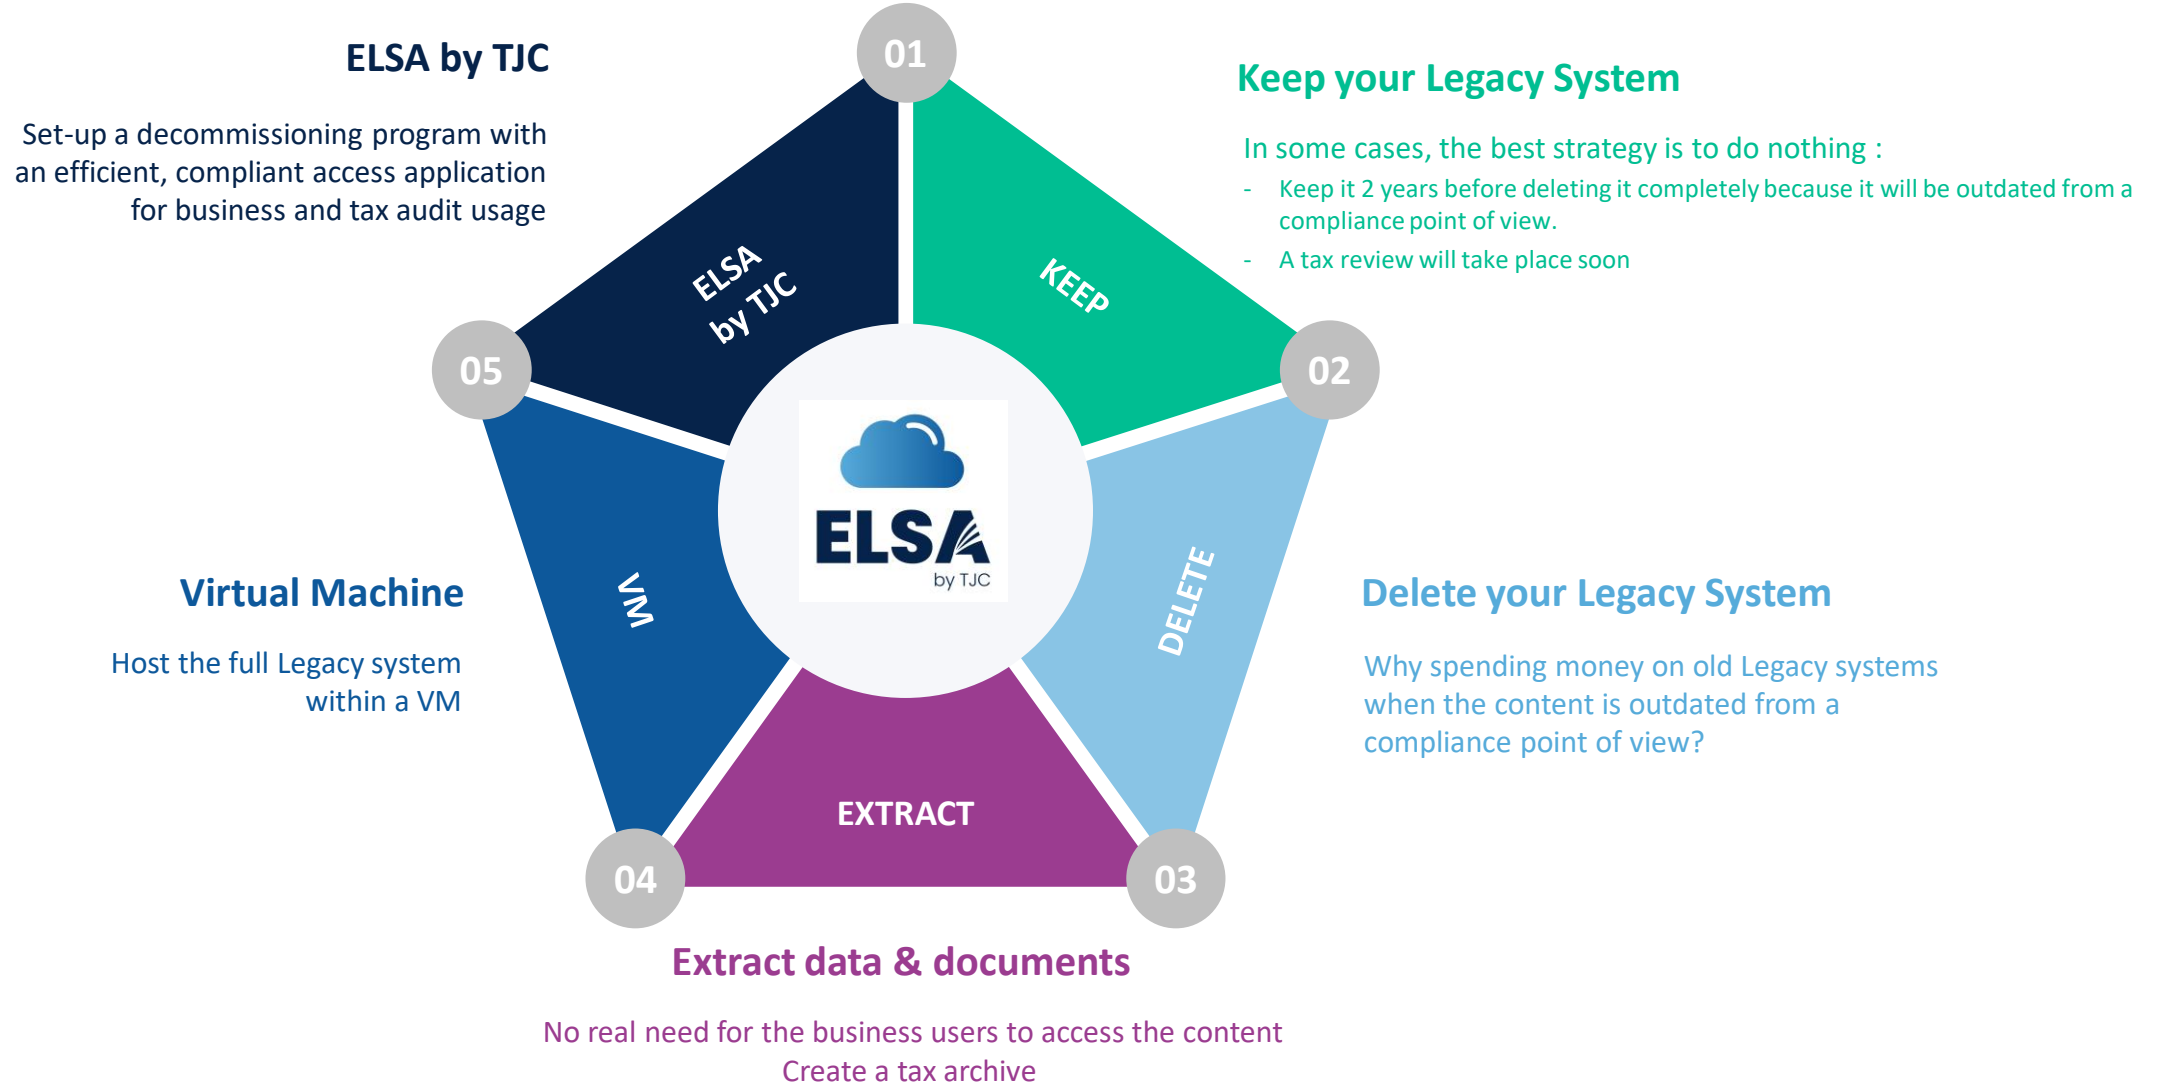 01
ELSA by TJC
Set-up a decommissioning program with
an efficient, compliant access application
for business and tax audit usage
Keep your Legacy System
In some cases, the best strategy is to do nothing :
- Keep it 2 years before deleting it completely because it will be outdated from a
compliance point of view.
- A tax review will take place soon
ELSA
by TJC
KEEP
05
02
ELSA
by TJC
VM
DELETE
Virtual Machine
Host the full Legacy system
within a VM
Delete your Legacy System
Why spending money on old Legacy systems
when the content is outdated from a
compliance point of view?
EXTRACT
04
03
Extract data & documents
No real need for the business users to access the content
Create a tax archive